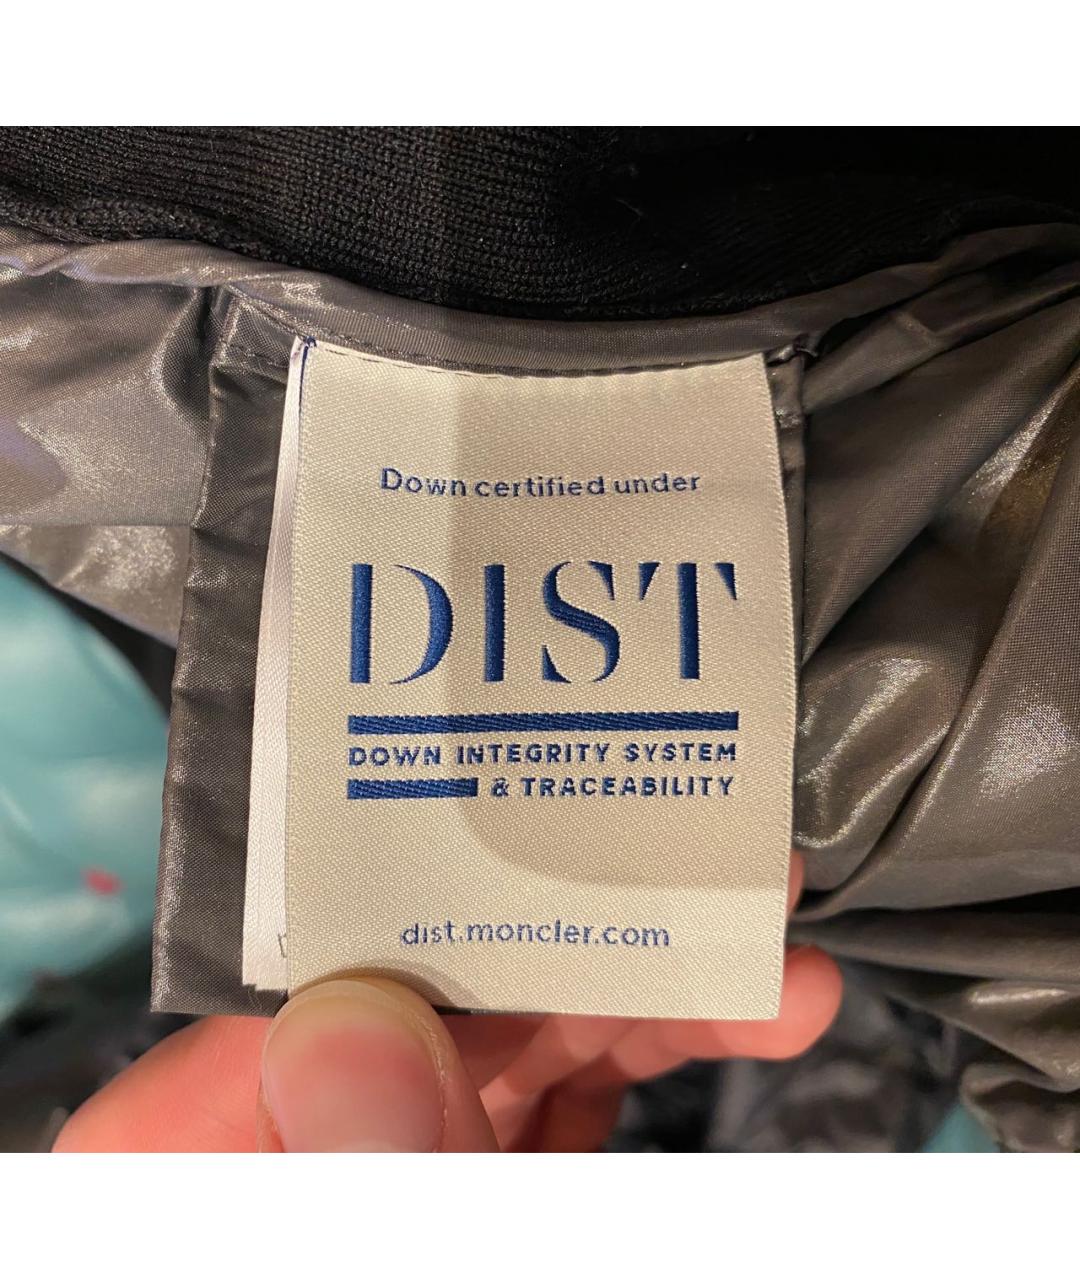 Down certified under
DIST
DOWN INTEGRITY SYSTEM
& TRACEABILITY
dist.moncler.com